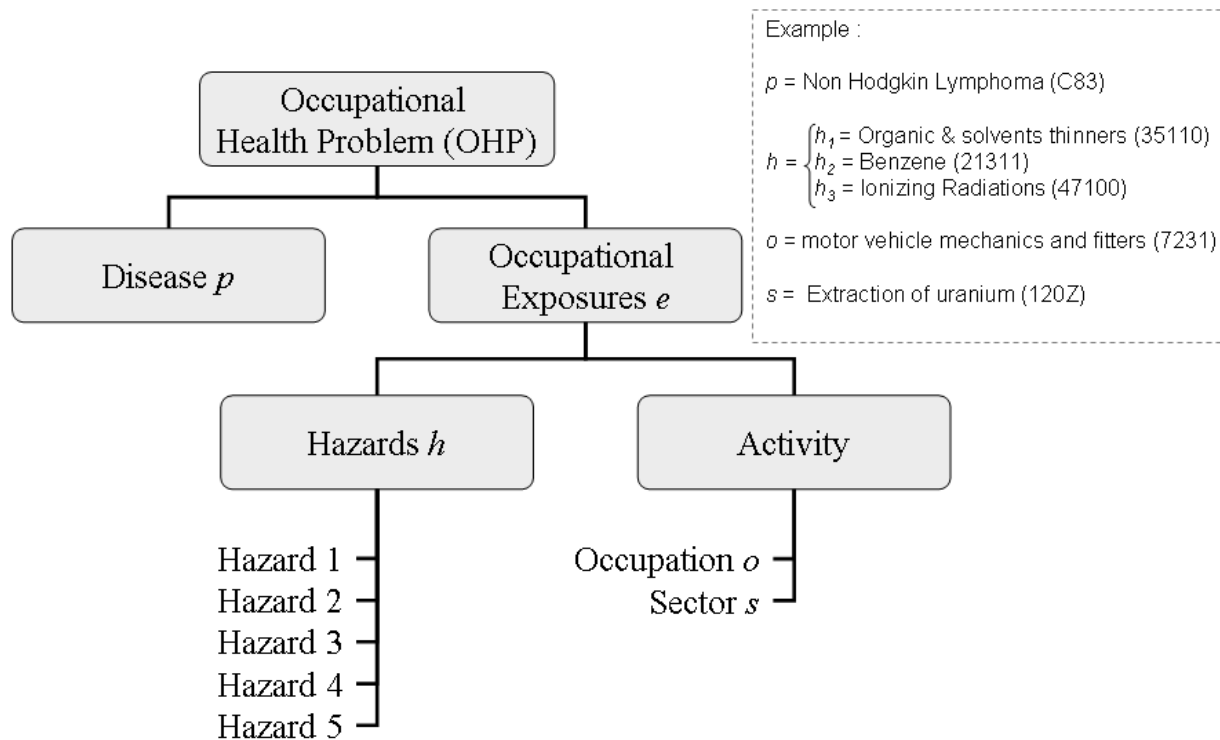 Occupational
Health Problem (OHP)
Disease p
Occupational
Exposures e
Hazards h
Activity
Hazard 1
Hazard 2
Hazard 3
Hazard 4
Hazard 5
Occupation o
Sector s
Example :
p = Non Hodgkin Lymphoma (C83)
h₁ = Organic & solvents thinners (35110)
h = { h₂ = Benzene (21311)
h₃ = Ionizing Radiations (47100)
o = motor vehicle mechanics and fitters (7231)
s = Extraction of uranium (120Z)